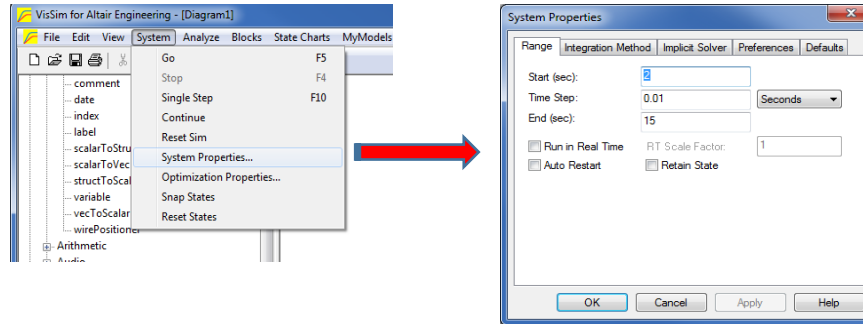 VisSim for Altair Engineering - [Diagram1]
File Edit View System Analyze Blocks State Charts MyModels
Go F5
Stop F4
Single Step F10
Continue
Reset Sim
System Properties...
Optimization Properties...
Snap States
Reset States
comment
date
index
label
scalarToStru
scalarToVec
structToScal
variable
vecToScalar
wirePositioner
Arithmetic
Audio
System Properties
Range Integration Method Implicit Solver Preferences Defaults
Start (sec): 2
Time Step: 0.01 Seconds
End (sec): 15
Run in Real Time RT Scale Factor: 1
Auto Restart Retain State
OK Cancel Apply Help